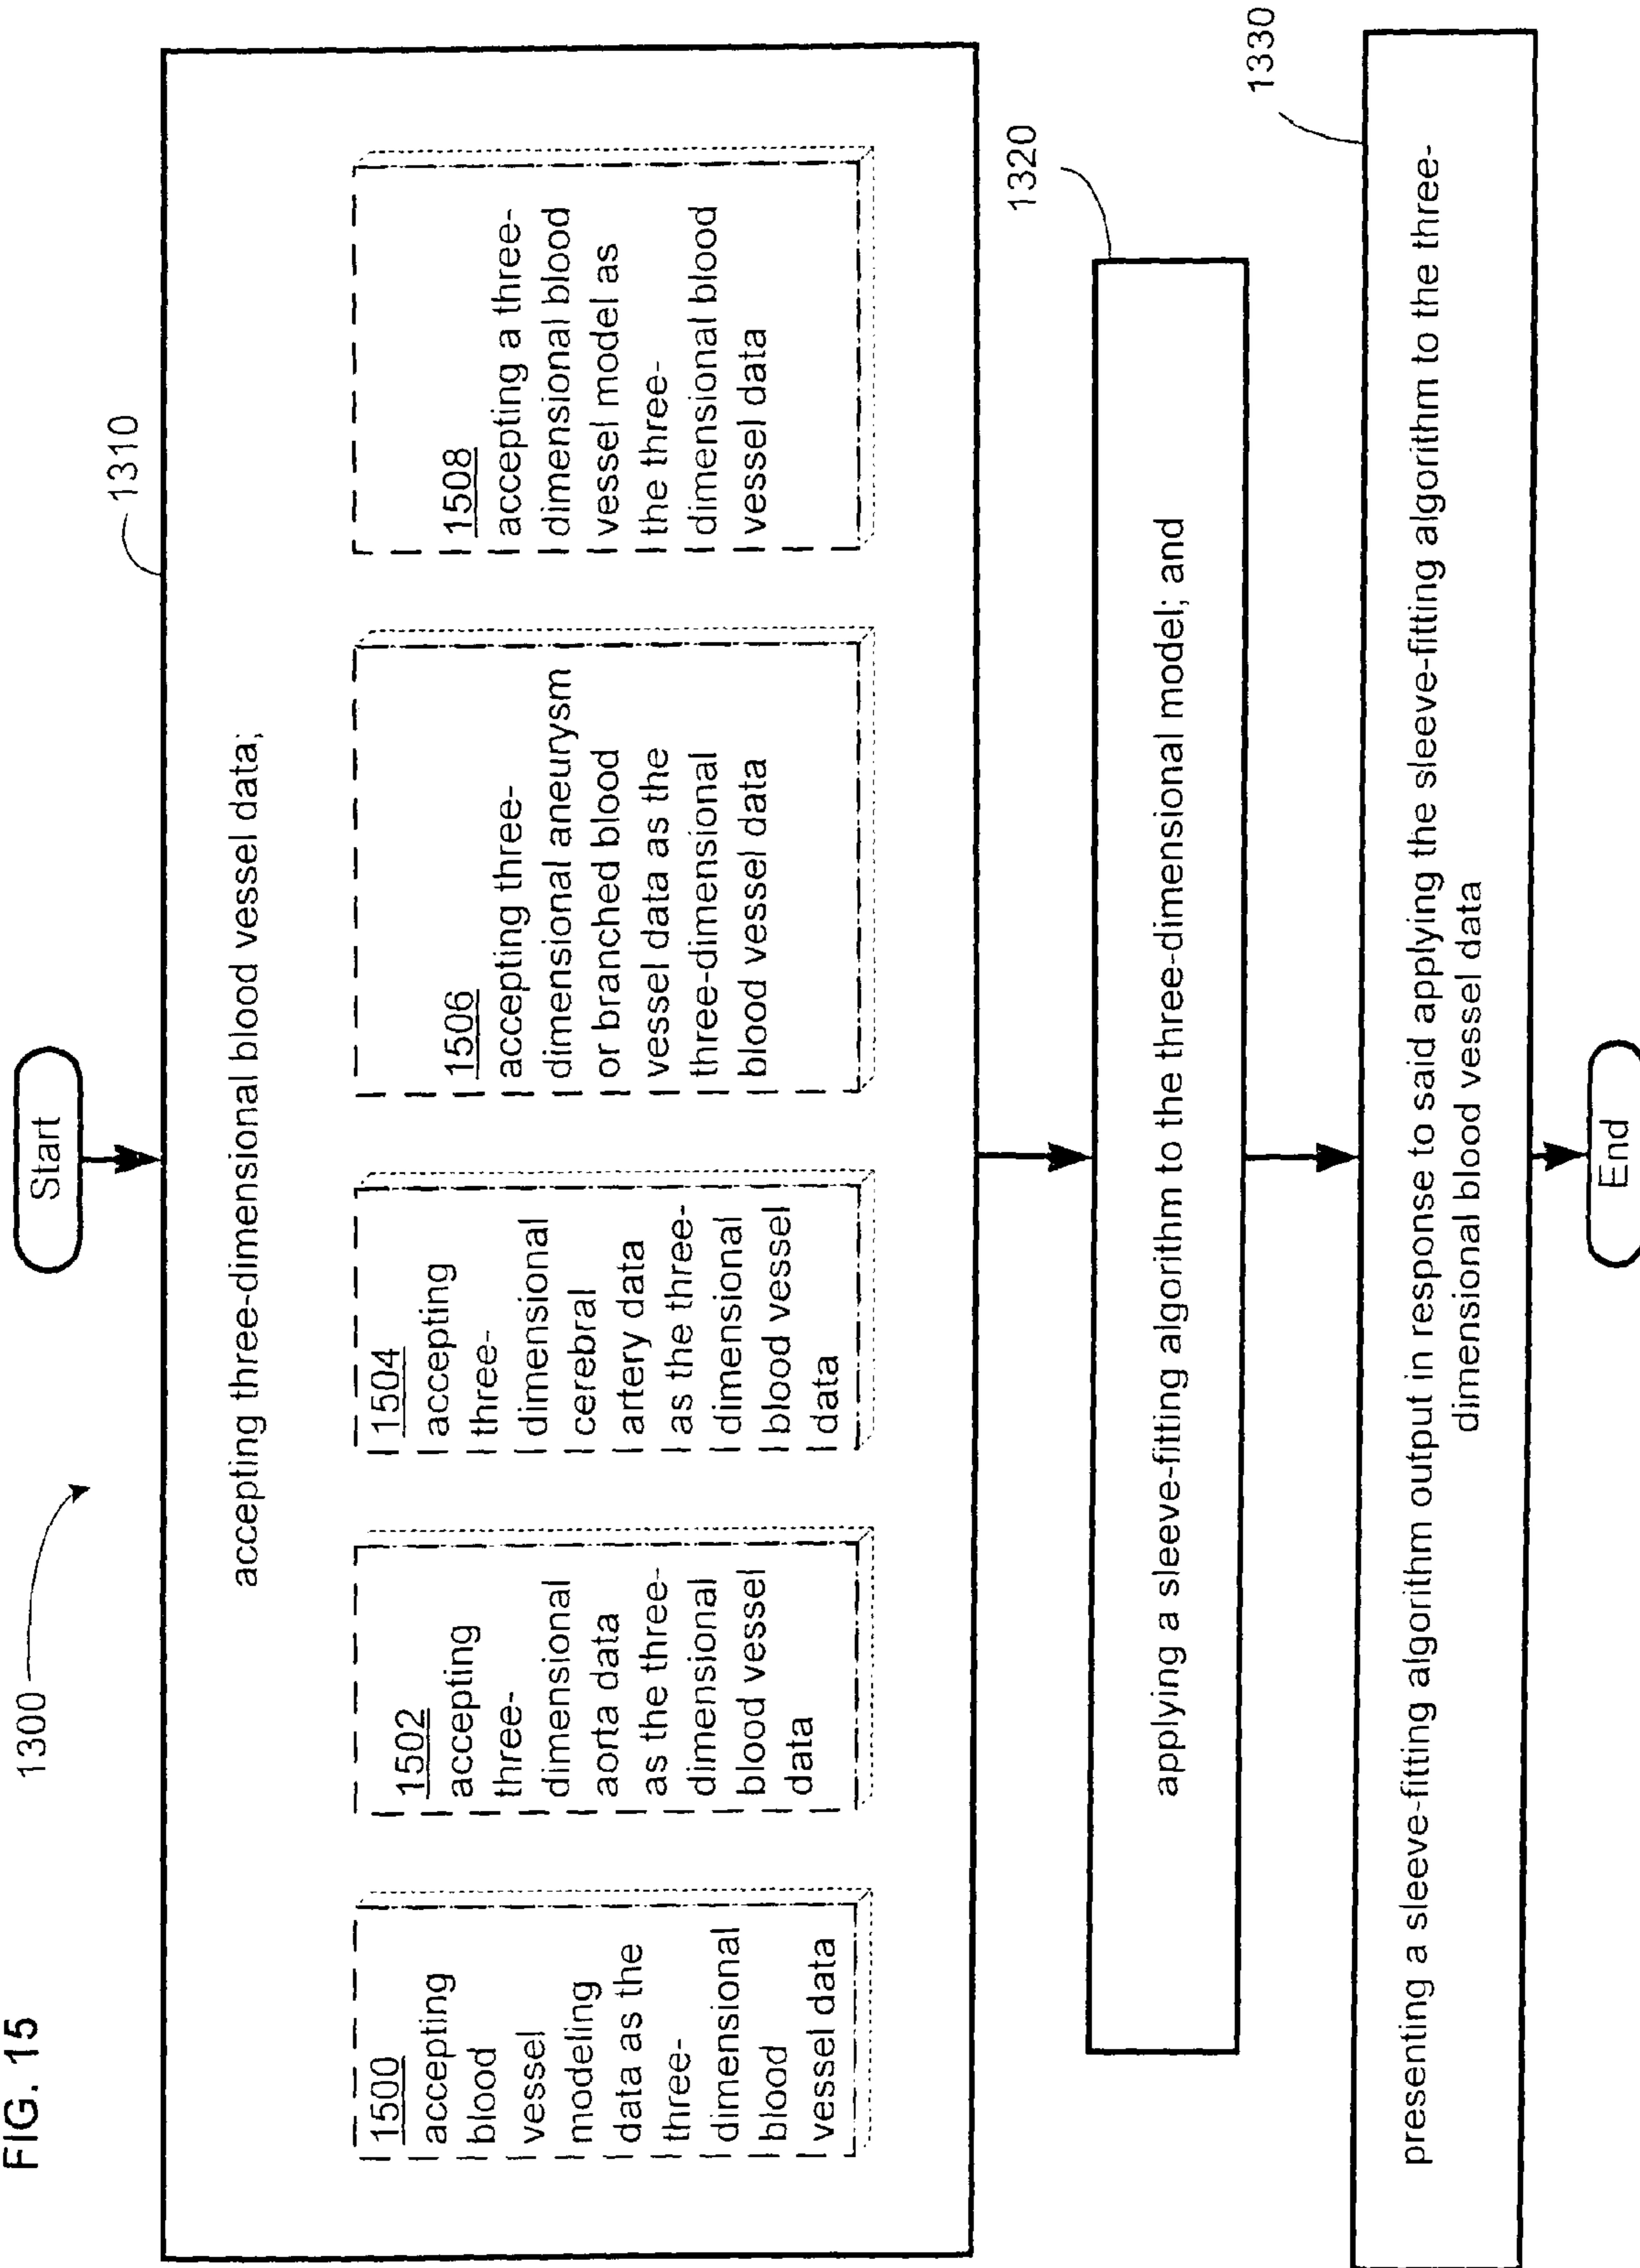 FIG. 15
1300
Start
1310
accepting three-dimensional blood vessel data;
1500
accepting
blood
vessel
modeling
data as the
three-
dimensional
blood
vessel data
1502
accepting
three-
dimensional
aorta data
as the three-
dimensional
blood vessel
data
1504
accepting
three-
dimensional
cerebral
artery data
as the three-
dimensional
blood vessel
data
1506
accepting three-
dimensional aneurysm
or branched blood
vessel data as the
three-dimensional
blood vessel data
1508
accepting a three-
dimensional blood
vessel model as
the three-
dimensional blood
vessel data
1320
applying a sleeve-fitting algorithm to the three-dimensional model; and
1330
presenting a sleeve-fitting algorithm output in response to said applying the sleeve-fitting algorithm to the three-
dimensional blood vessel data
End